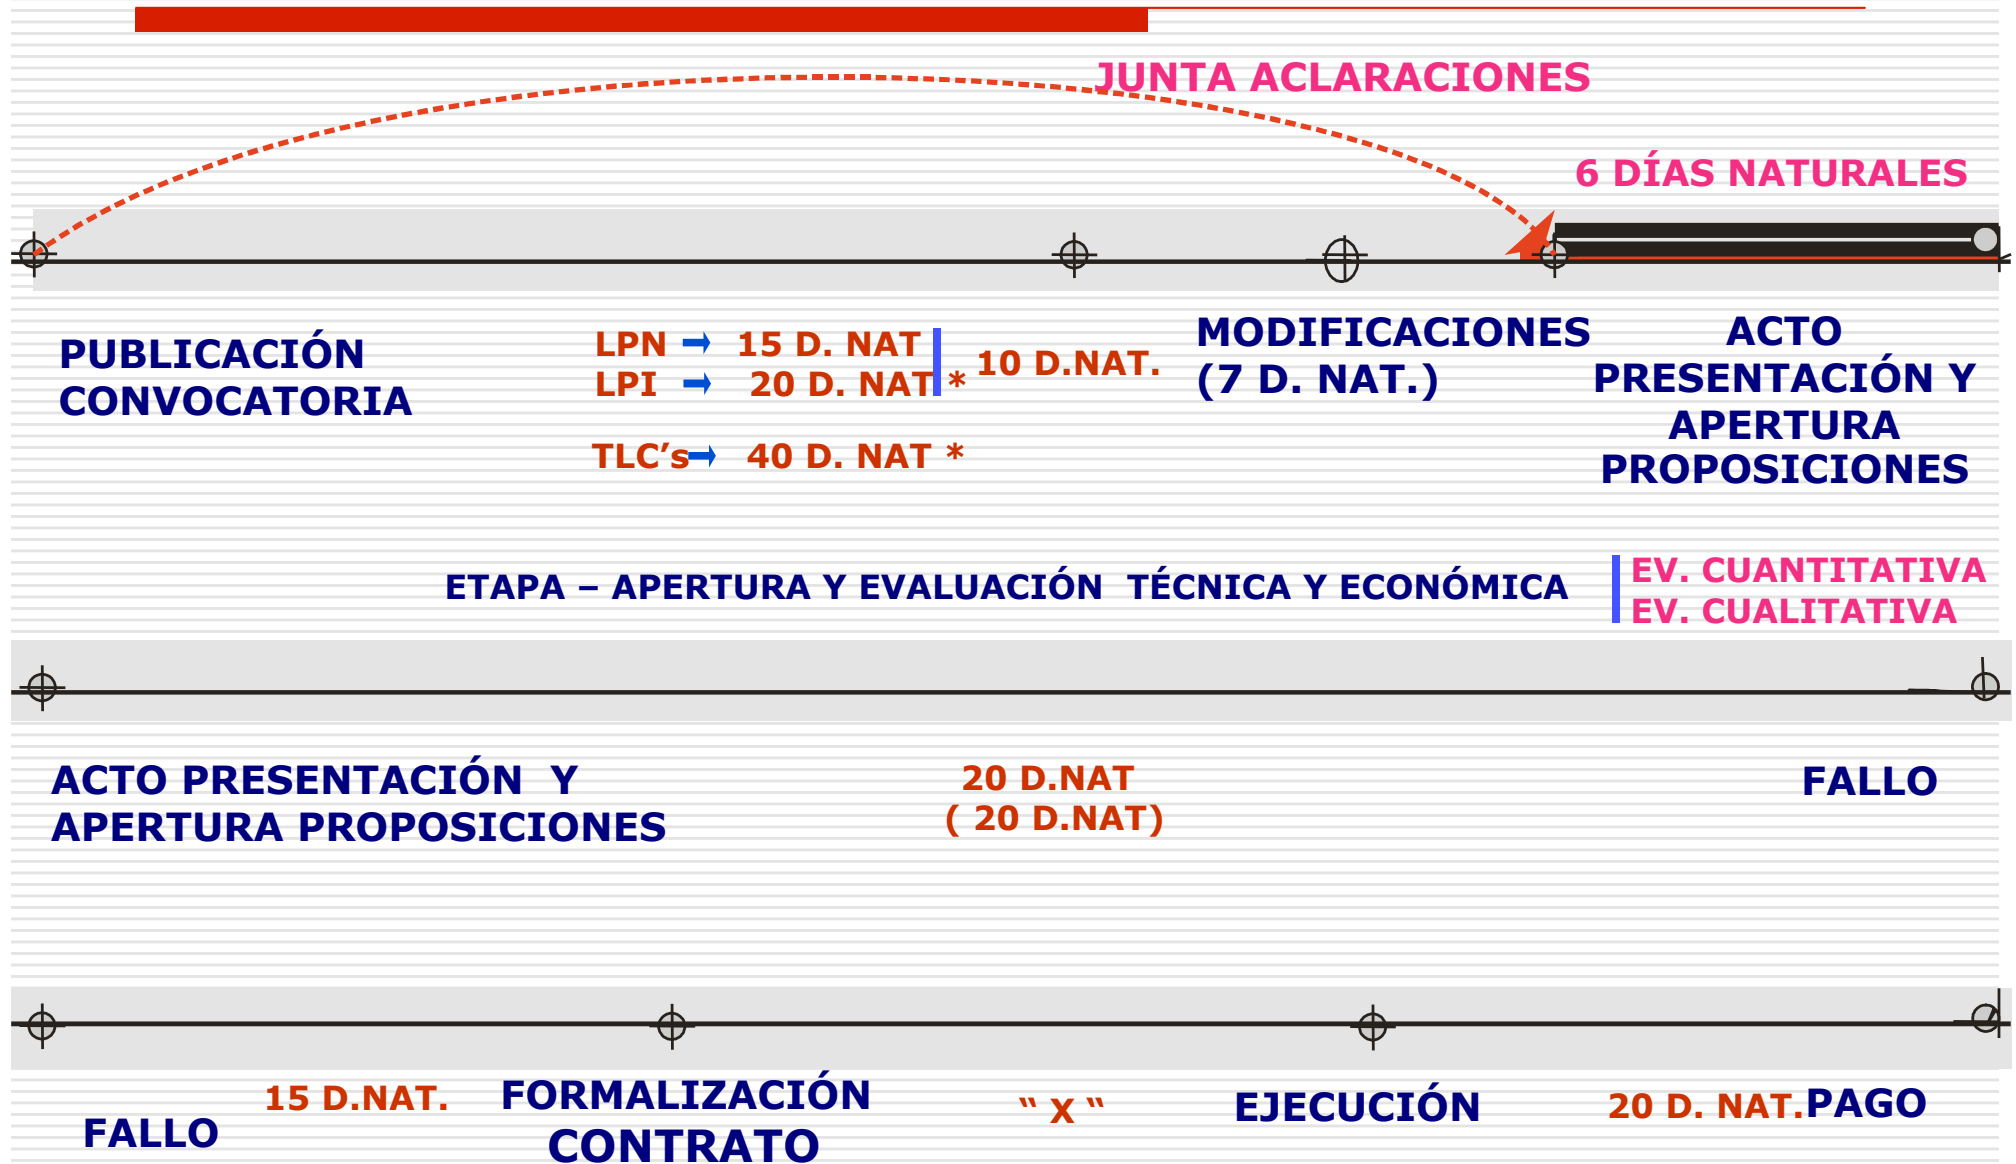 JUNTA ACLARACIONES
6 DÍAS NATURALES
PUBLICACIÓN
CONVOCATORIA
LPN 15 D. NAT
LPI 20 D. NAT *
10 D.NAT.
TLC’s 40 D. NAT *
MODIFICACIONES
(7 D. NAT.)
ACTO
PRESENTACIÓN Y
APERTURA
PROPOSICIONES
ETAPA – APERTURA Y EVALUACIÓN TÉCNICA Y ECONÓMICA
EV. CUANTITATIVA
EV. CUALITATIVA
ACTO PRESENTACIÓN Y
APERTURA PROPOSICIONES
20 D.NAT
( 20 D.NAT)
FALLO
FALLO
15 D.NAT.
FORMALIZACIÓN
CONTRATO
“ X “
EJECUCIÓN
20 D. NAT.
PAGO